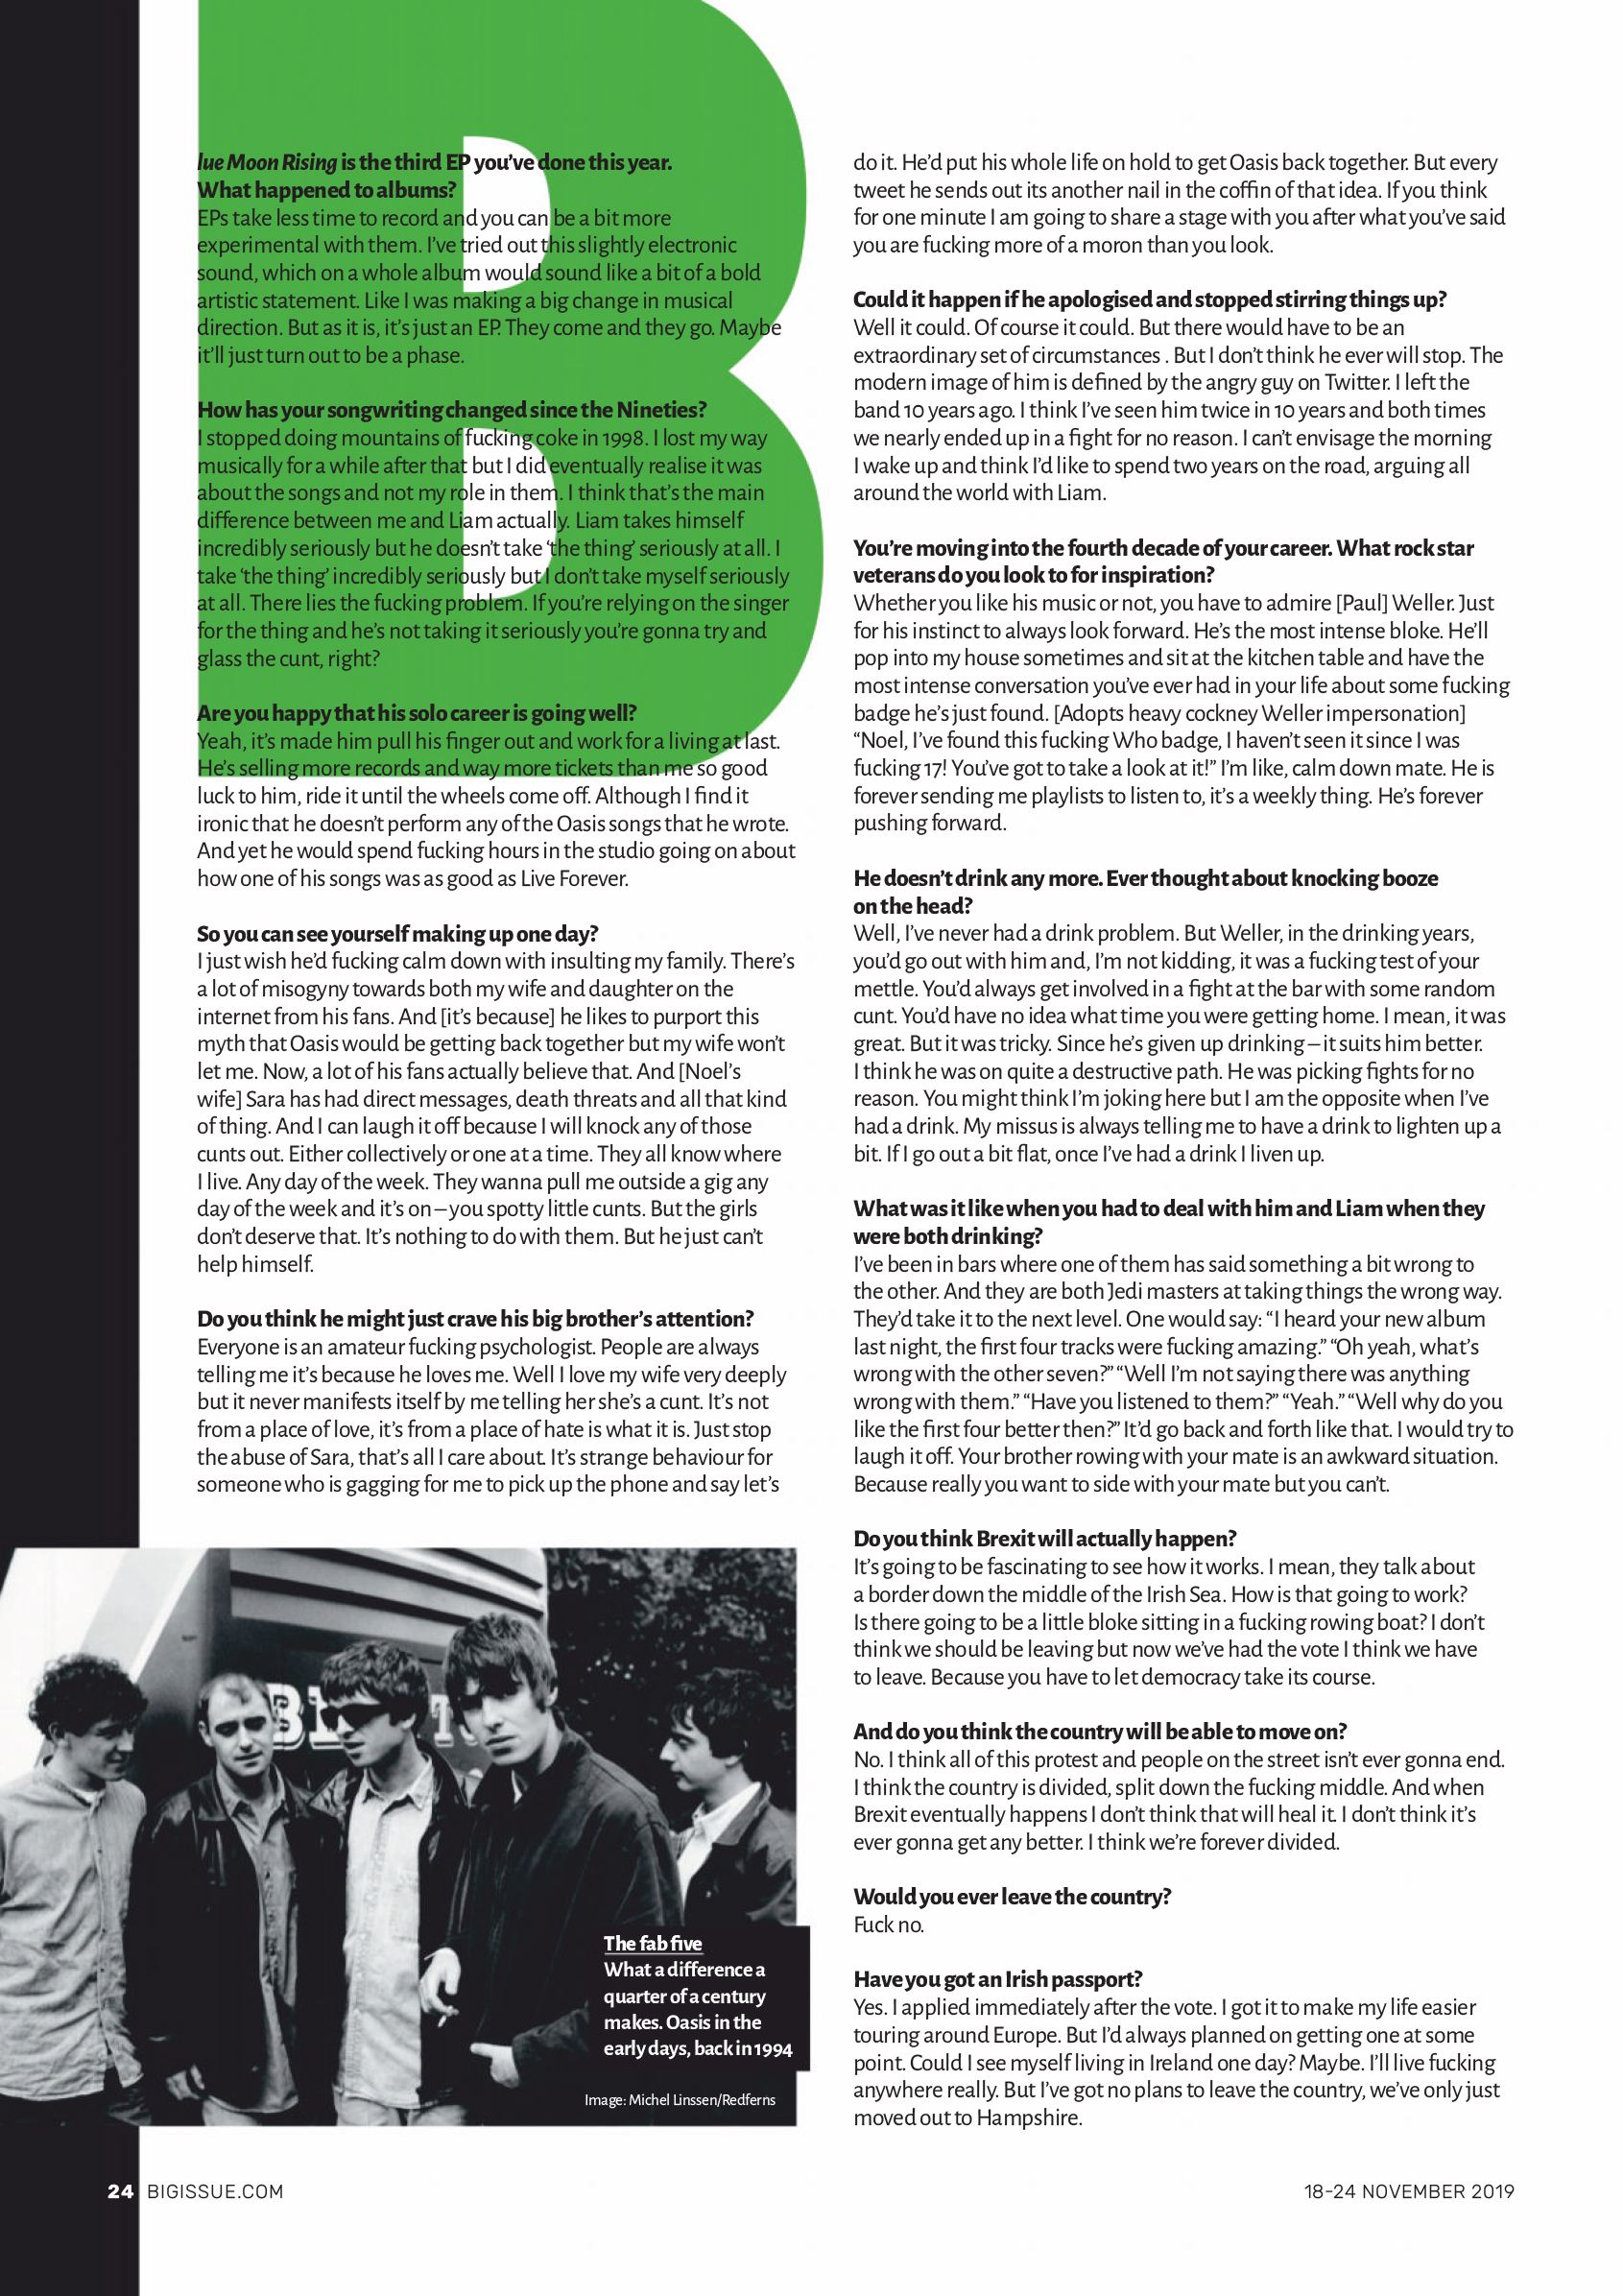 B
lue Moon Rising is the third EP you've done this year.
What happened to albums?
EPs take less time to record and you can be a bit more
experimental with them. I've tried out this slightly electronic
sound, which on a whole album would sound like a bit of a bold
artistic statement. Like I was making a big change in musical
direction. But as it is, it's just an EP. They come and they go. Maybe
it'll just turn out to be a phase.
How has your songwriting changed since the Nineties?
I stopped doing mountains of fucking coke in 1998. I lost my way
musically for a while after that but I did eventually realise it was
about the songs and not my role in them. I think that's the main
difference between me and Liam actually. Liam takes himself
incredibly seriously but he doesn't take ‘the thing’ seriously at all. I
take ‘the thing’ incredibly seriously but I don't take myself seriously
at all. There lies the fucking problem. If you're relying on the singer
for the thing and he's not taking it seriously you're gonna try and
glass the cunt, right?
Are you happy that his solo career is going well?
Yeah, it's made him pull his finger out and work for a living at last.
He's selling more records and way more tickets than me so good
luck to him, ride it until the wheels come off. Although I find it
ironic that he doesn't perform any of the Oasis songs that he wrote.
And yet he would spend fucking hours in the studio going on about
how one of his songs was as good as Live Forever.
So you can see yourself making up one day?
I just wish he'd fucking calm down with insulting my family. There's
a lot of misogyny towards both my wife and daughter on the
internet from his fans. And [it's because] he likes to purport this
myth that Oasis would be getting back together but my wife won't
let me. Now, a lot of his fans actually believe that. And [Noel's
wife] Sara has had direct messages, death threats and all that kind
of thing. And I can laugh it off because I will knock any of those
cunts out. Either collectively or one at a time. They all know where
I live. Any day of the week. They wanna pull me outside a gig any
day of the week and it's on – you spotty little cunts. But the girls
don't deserve that. It's nothing to do with them. But he just can't
help himself.
Do you think he might just crave his big brother's attention?
Everyone is an amateur fucking psychologist. People are always
telling me it's because he loves me. Well I love my wife very deeply
but it never manifests itself by me telling her she's a cunt. It's not
from a place of love, it's from a place of hate is what it is. Just stop
the abuse of Sara, that's all I care about. It's strange behaviour for
someone who is gagging for me to pick up the phone and say let's
do it. He'd put his whole life on hold to get Oasis back together. But every
tweet he sends out its another nail in the coffin of that idea. If you think
for one minute I am going to share a stage with you after what you've said
you are fucking more of a moron than you look.
Could it happen if he apologised and stopped stirring things up?
Well it could. Of course it could. But there would have to be an
extraordinary set of circumstances . But I don't think he ever will stop. The
modern image of him is defined by the angry guy on Twitter. I left the
band 10 years ago. I think I've seen him twice in 10 years and both times
we nearly ended up in a fight for no reason. I can't envisage the morning
I wake up and think I'd like to spend two years on the road, arguing all
around the world with Liam.
You're moving into the fourth decade of your career. What rock star
veterans do you look to for inspiration?
Whether you like his music or not, you have to admire [Paul] Weller. Just
for his instinct to always look forward. He's the most intense bloke. He'll
pop into my house sometimes and sit at the kitchen table and have the
most intense conversation you've ever had in your life about some fucking
badge he's just found. [Adopts heavy cockney Weller impersonation]
“Noel, I've found this fucking Who badge, I haven't seen it since I was
fucking 17! You've got to take a look at it!” I'm like, calm down mate. He is
forever sending me playlists to listen to, it's a weekly thing. He's forever
pushing forward.
He doesn't drink any more. Ever thought about knocking booze
on the head?
Well, I've never had a drink problem. But Weller, in the drinking years,
you'd go out with him and, I'm not kidding, it was a fucking test of your
mettle. You'd always get involved in a fight at the bar with some random
cunt. You'd have no idea what time you were getting home. I mean, it was
great. But it was tricky. Since he's given up drinking – it suits him better.
I think he was on quite a destructive path. He was picking fights for no
reason. You might think I'm joking here but I am the opposite when I've
had a drink. My missus is always telling me to have a drink to lighten up a
bit. If I go out a bit flat, once I've had a drink I liven up.
What was it like when you had to deal with him and Liam when they
were both drinking?
I've been in bars where one of them has said something a bit wrong to
the other. And they are both Jedi masters at taking things the wrong way.
They'd take it to the next level. One would say: “I heard your new album
last night, the first four tracks were fucking amazing.” “Oh yeah, what's
wrong with the other seven?” “Well I'm not saying there was anything
wrong with them.” “Have you listened to them?” “Yeah.” “Well why do you
like the first four better then?” It'd go back and forth like that. I would try to
laugh it off. Your brother rowing with your mate is an awkward situation.
Because really you want to side with your mate but you can't.
Do you think Brexit will actually happen?
It's going to be fascinating to see how it works. I mean, they talk about
a border down the middle of the Irish Sea. How is that going to work?
Is there going to be a little bloke sitting in a fucking rowing boat? I don't
think we should be leaving but now we've had the vote I think we have
to leave. Because you have to let democracy take its course.
And do you think the country will be able to move on?
No. I think all of this protest and people on the street isn't ever gonna end.
I think the country is divided, split down the fucking middle. And when
Brexit eventually happens I don't think that will heal it. I don't think it's
ever gonna get any better. I think we're forever divided.
Would you ever leave the country?
Fuck no.
Have you got an Irish passport?
Yes. I applied immediately after the vote. I got it to make my life easier
touring around Europe. But I'd always planned on getting one at some
point. Could I see myself living in Ireland one day? Maybe. I'll live fucking
anywhere really. But I've got no plans to leave the country, we've only just
moved out to Hampshire.
The fab five
What a difference a
quarter of a century
makes. Oasis in the
early days, back in 1994
Image: Michel Linssen/Redferns
24 BIGISSUE.COM
18-24 NOVEMBER 2019